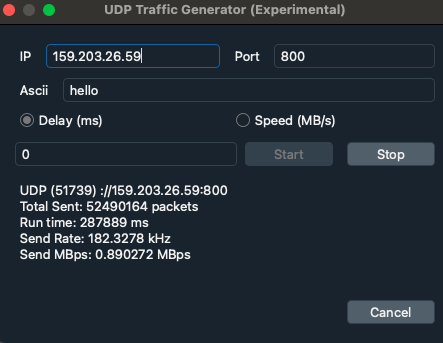 UDP Traffic Generator (Experimental)
IP 159.203.26.59 Port 800
Ascii hello
Delay (ms) Speed (MB/s)
0 Start Stop
UDP (51739) ://159.203.26.59:800
Total Sent: 52490164 packets
Run time: 287889 ms
Send Rate: 182.3278 kHz
Send MBps: 0.890272 MBps
Cancel